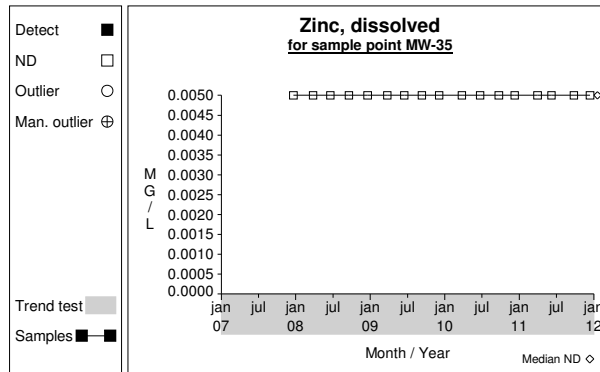 Detect
ND
Outlier
Man. outlier
Trend test
Samples
Zinc, dissolved
for sample point MW-35
M
G
/
L
0.0050
0.0045
0.0040
0.0035
0.0030
0.0025
0.0020
0.0015
0.0010
0.0005
0.0000
jan jul jan jul jan jul jan jul jan jul jan
07 08 09 10 11 12
Month / Year
Median ND